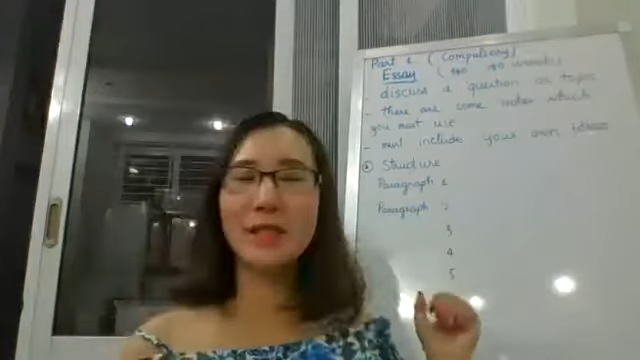 Part 1 (Compulsory)
Essay (140 190 words)
- discuss a question or topic
- there are some notes which
you must use
- must include your own ideas
Structure
Paragraph 1
Paragraph 2
3
4
5